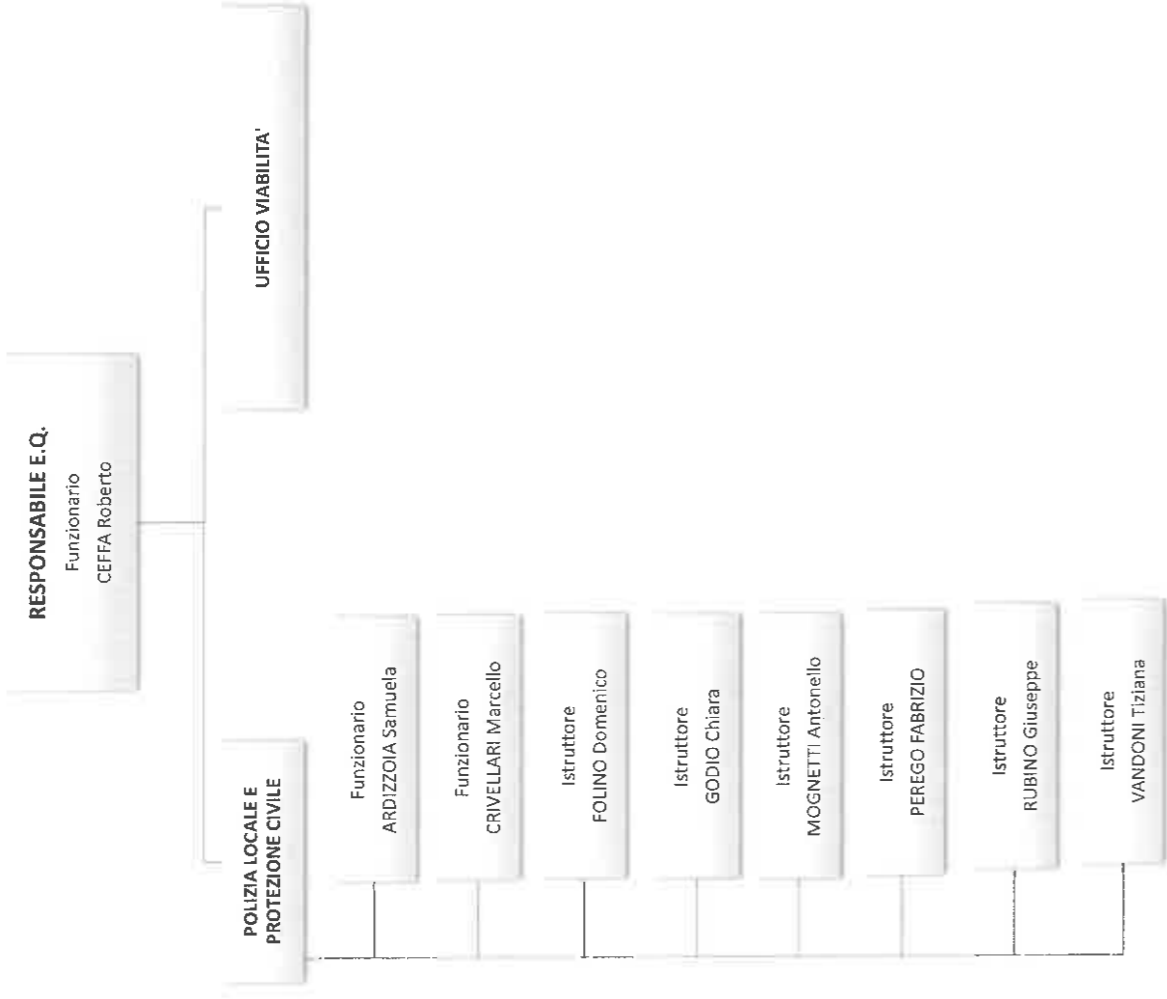 RESPONSABILE E.Q.
Funzionario
CEFFA Roberto
POLIZIA LOCALE E
PROTEZIONE CIVILE
UFFICIO VIABILITA'
Funzionario
ARDIZZOIA Samuela
Funzionario
CRIVELLARI Marcello
Istruttore
FOLINO Domenico
Istruttore
GODIO Chiara
Istruttore
MOGNETTI Antonello
Istruttore
PEREGO FABRIZIO
Istruttore
RUBINO Giuseppe
Istruttore
VANDONI Tiziana